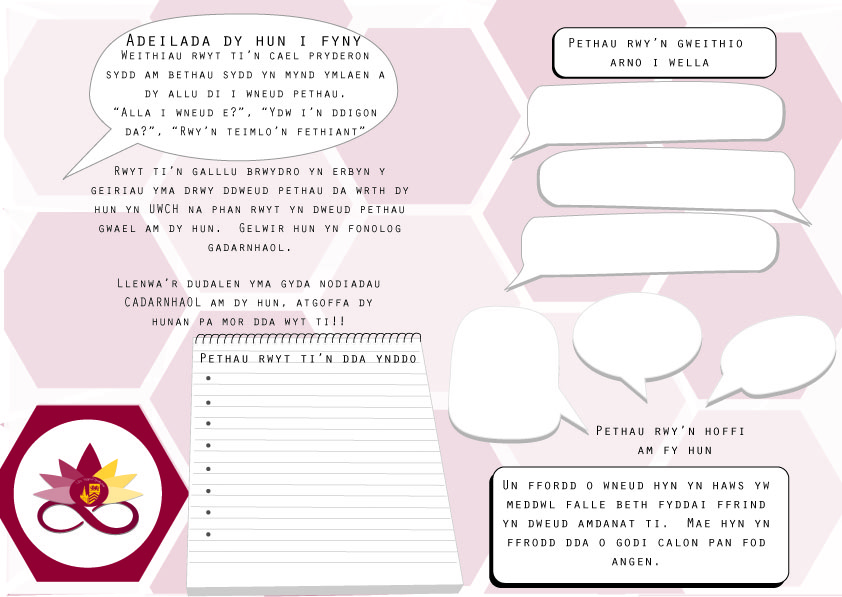 Adeilada dy hun i fyny
Weithiau rwyt ti'n cael pryderon
sydd am bethau sydd yn mynd ymlaen a
dy allu di i wneud pethau.
“Alla i wneud e?”, “Ydw i'n ddigon
da?”, “Rwy'n teimlo'n fethiant”
Rwyt ti'n galllu brwydro yn erbyn y
geiriau yma drwy ddweud pethau da wrth dy
hun yn UWCH na phan rwyt yn dweud pethau
gwael am dy hun. Gelwir hun yn fonolog
gadarnhaol.
Llenwa'r dudalen yma gyda nodiadau
CADARNHAOL am dy hun, atgoffa dy
hunan pa mor dda wyt ti!!
Pethau rwyt ti'n dda ynddo
Pethau rwy'n gweithio
arno i wella
Pethau rwy'n hoffi
am fy hun
Un ffordd o wneud hyn yn haws yw
meddwl falle beth fyddai ffrind
yn dweud amdanat ti. Mae hyn yn
ffrodd dda o godi calon pan fod
angen.